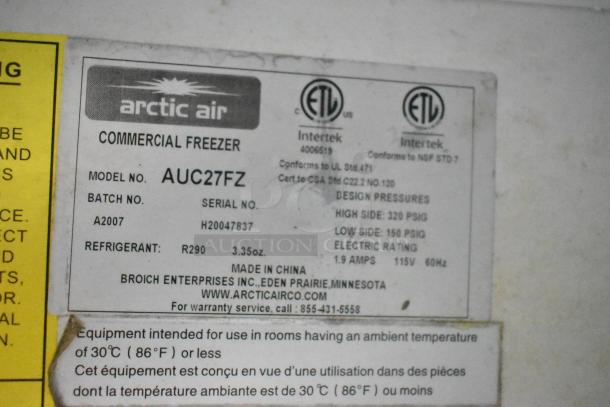 NG
BE
AND
S
CE.
ECT
D
TS,
OR.
AL
N.
arctic air
COMMERCIAL FREEZER
MODEL NO. AUC27FZ
BATCH NO. SERIAL NO.
A2007 H20047837
REFRIGERANT: R290 3.35oz.
C ETL US
Intertek
4006519
Conforms to UL Std.471
Cert.to CSA Std C22.2 NO.120
ETL
Intertek
Conforms to NSF STD 7
DESIGN PRESSURES
HIGH SIDE: 320 PSIG
LOW SIDE: 150 PSIG
ELECTRIC RATING
1.9 AMPS 115V 60Hz
MADE IN CHINA
BROICH ENTERPRISES INC.,EDEN PRAIRIE,MINNESOTA
WWW.ARCTICAIRCO.COM
For warranty service, call : 855-431-5558
Equipment intended for use in rooms having an ambient temperature
of 30℃ ( 86°F ) or less
Cet équipement est conçu en vue d'une utilisation dans des pièces
dont la température ambiante est de 30 ℃ ( 86°F ) ou moins
AUCTION